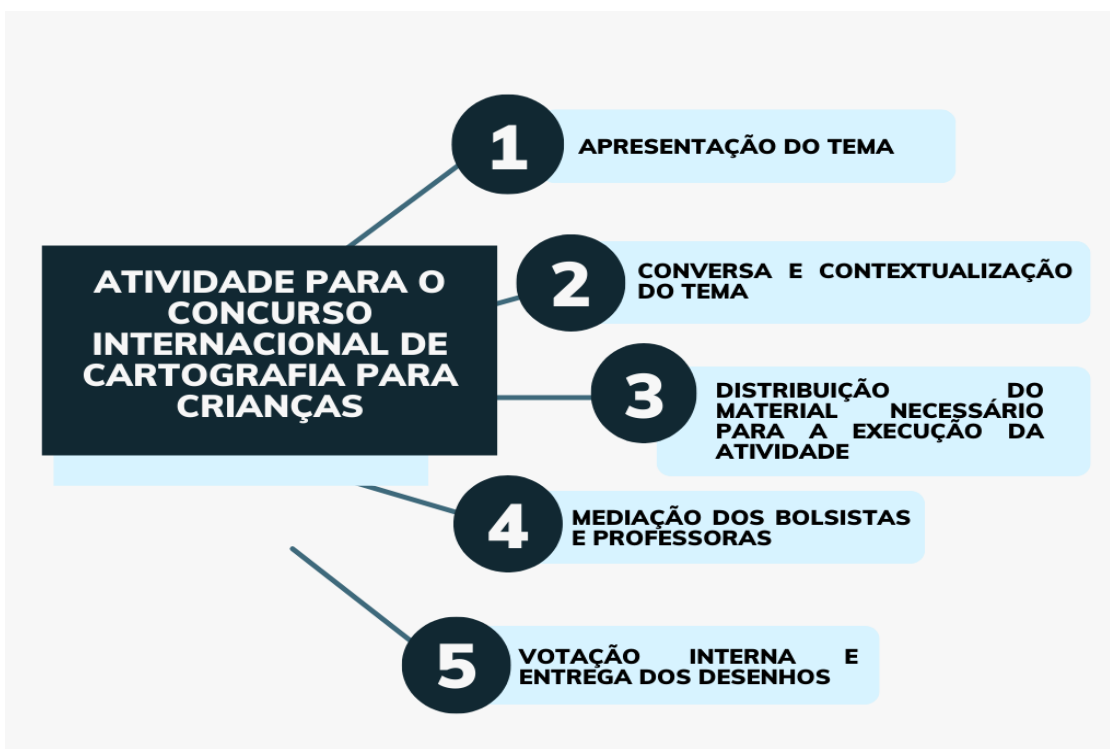 ATIVIDADE PARA O
CONCURSO
INTERNACIONAL DE
CARTOGRAFIA PARA
CRIANÇAS
1
APRESENTAÇÃO DO TEMA
2
CONVERSA E CONTEXTUALIZAÇÃO
DO TEMA
3
DISTRIBUIÇÃO DO
MATERIAL NECESSÁRIO
PARA A EXECUÇÃO DA
ATIVIDADE
4
MEDIAÇÃO DOS BOLSISTAS
E PROFESSORAS
5
VOTAÇÃO INTERNA E
ENTREGA DOS DESENHOS